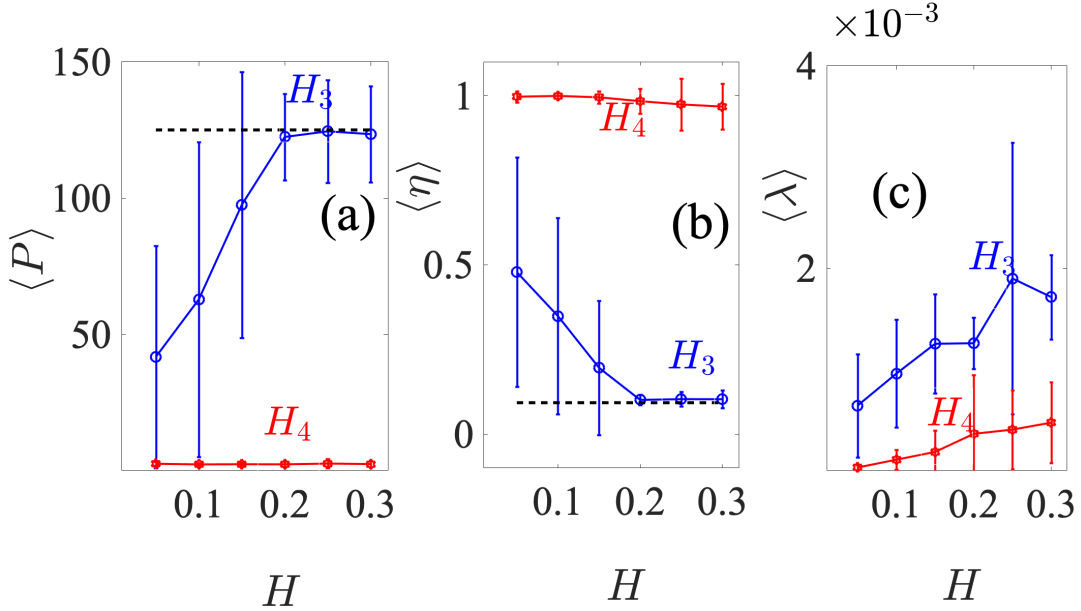 ×10⁻³
150
100
50
⟨P⟩
H₃
(a)
H₄
0.1
0.2
0.3
H
1
0.5
0
⟨η⟩
H₄
(b)
H₃
0.1
0.2
0.3
H
4
2
⟨λ⟩
(c)
H₃
H₄
0.1
0.2
0.3
H